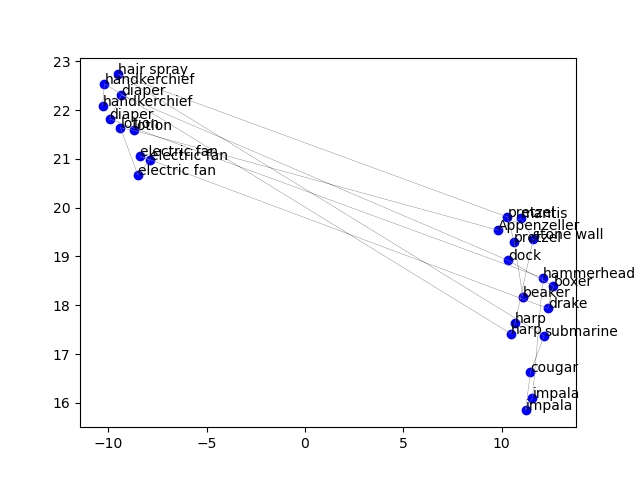 23
hair spray
handkerchief
diaper
handkerchief
22
diaper
lotion
lotion
electric fan
electric fan
21
electric fan
20
pretzel
mantis
Appenzeller
pretzel
stone wall
19
dock
hammerhead
boxer
beaker
drake
18
harp
harp
submarine
17
cougar
impala
16
impala
−10
−5
0
5
10